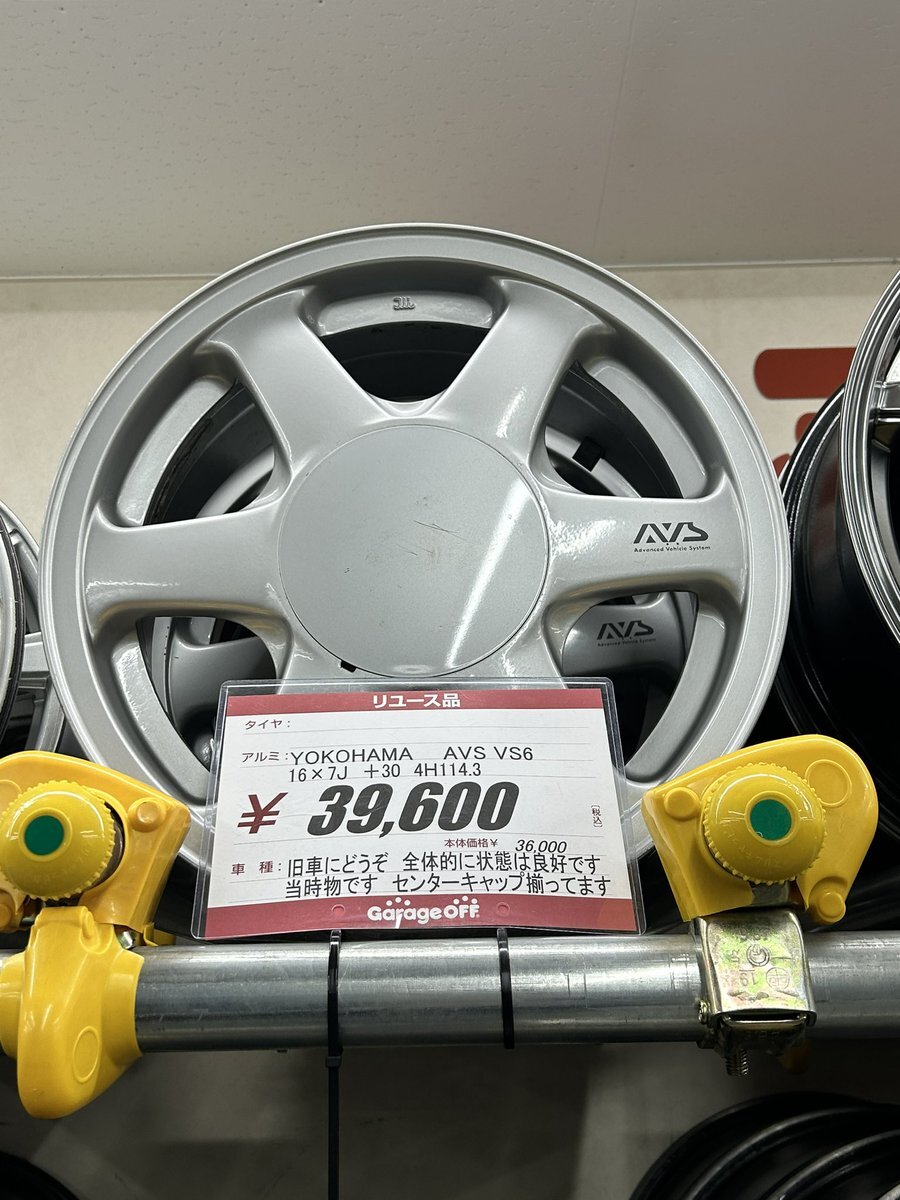 AVS
Advanced Vehicle System
AVS
Advanced Vehicle System
リユース品
タイヤ：
アルミ：YOKOHAMA AVS VS6
16×7J ＋30 4H114.3
￥39,600 [税込]
本体価格￥ 36,000
車 種：旧車にどうぞ 全体的に状態は良好です
当時物です センターキャップ揃ってます
GarageOFF